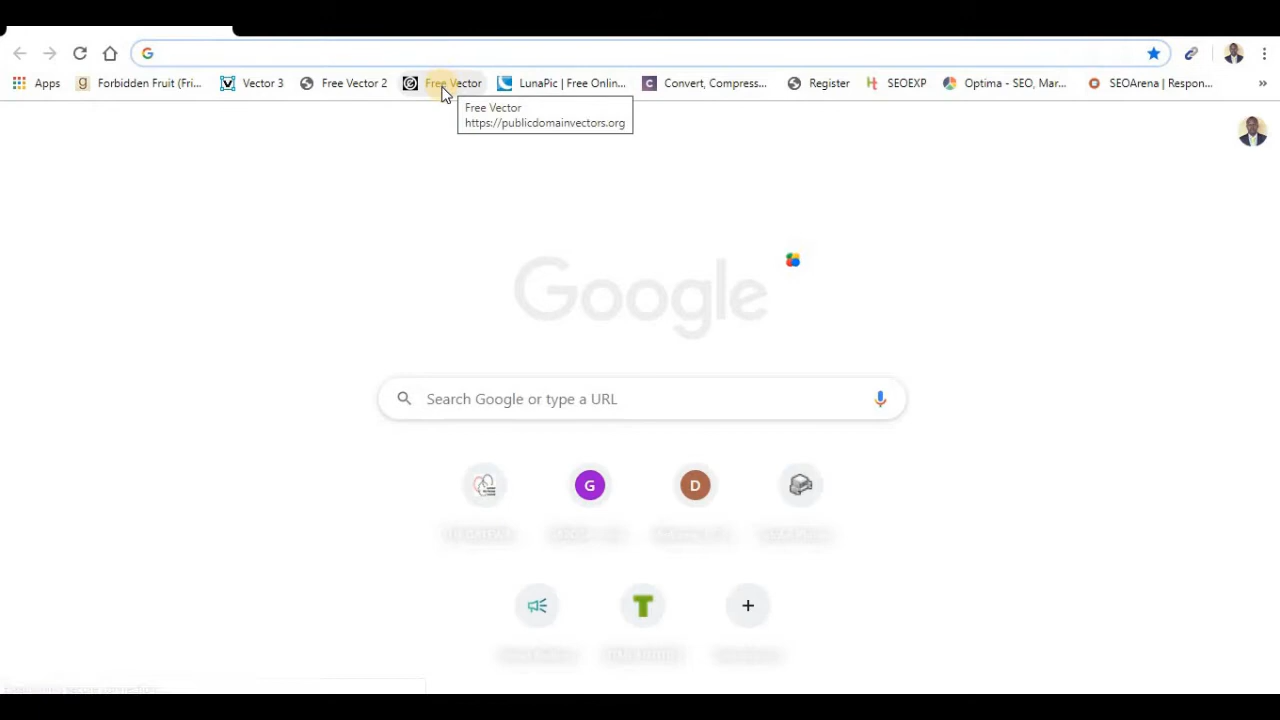 Apps
Forbidden Fruit (Fri...
Vector 3
Free Vector 2
Free Vector
LunaPic | Free Onlin...
Convert, Compress...
Register
SEOEXP
Optima - SEO, Mar...
SEOArena | Respon...
»
Free Vector
https://publicdomainvectors.org
Google
Search Google or type a URL
G
D
T
+